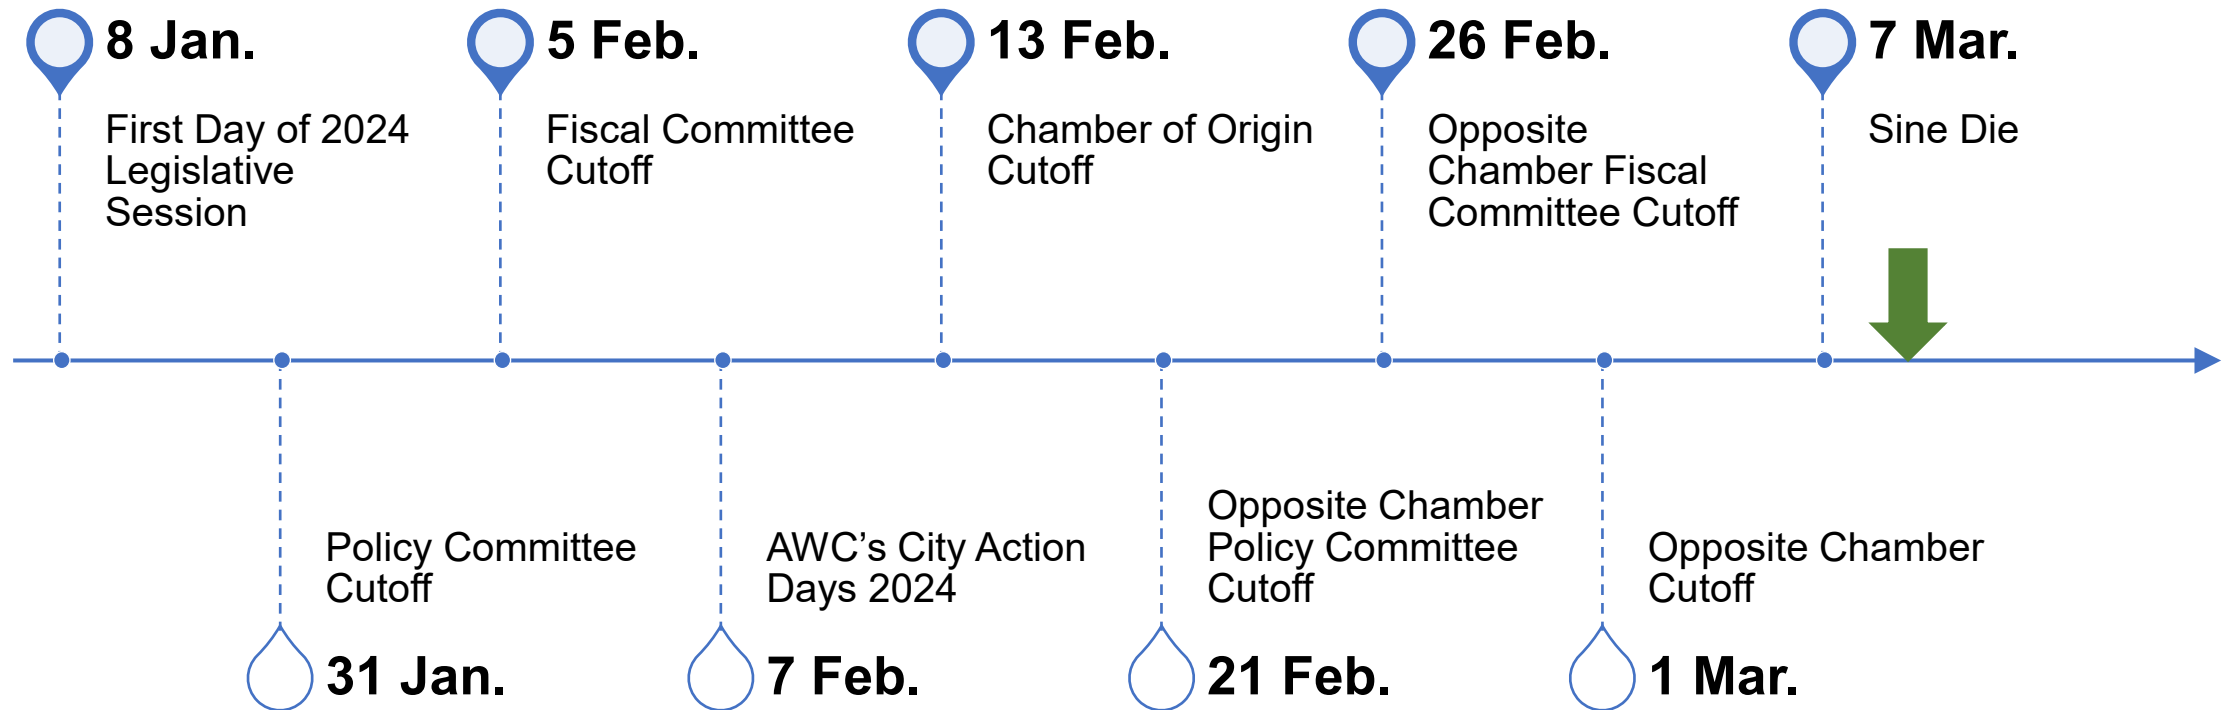 8 Jan.
First Day of 2024
Legislative
Session
5 Feb.
Fiscal Committee
Cutoff
13 Feb.
Chamber of Origin
Cutoff
26 Feb.
Opposite
Chamber Fiscal
Committee Cutoff
7 Mar.
Sine Die
Policy Committee
Cutoff
31 Jan.
AWC’s City Action
Days 2024
7 Feb.
Opposite Chamber
Policy Committee
Cutoff
21 Feb.
Opposite Chamber
Cutoff
1 Mar.